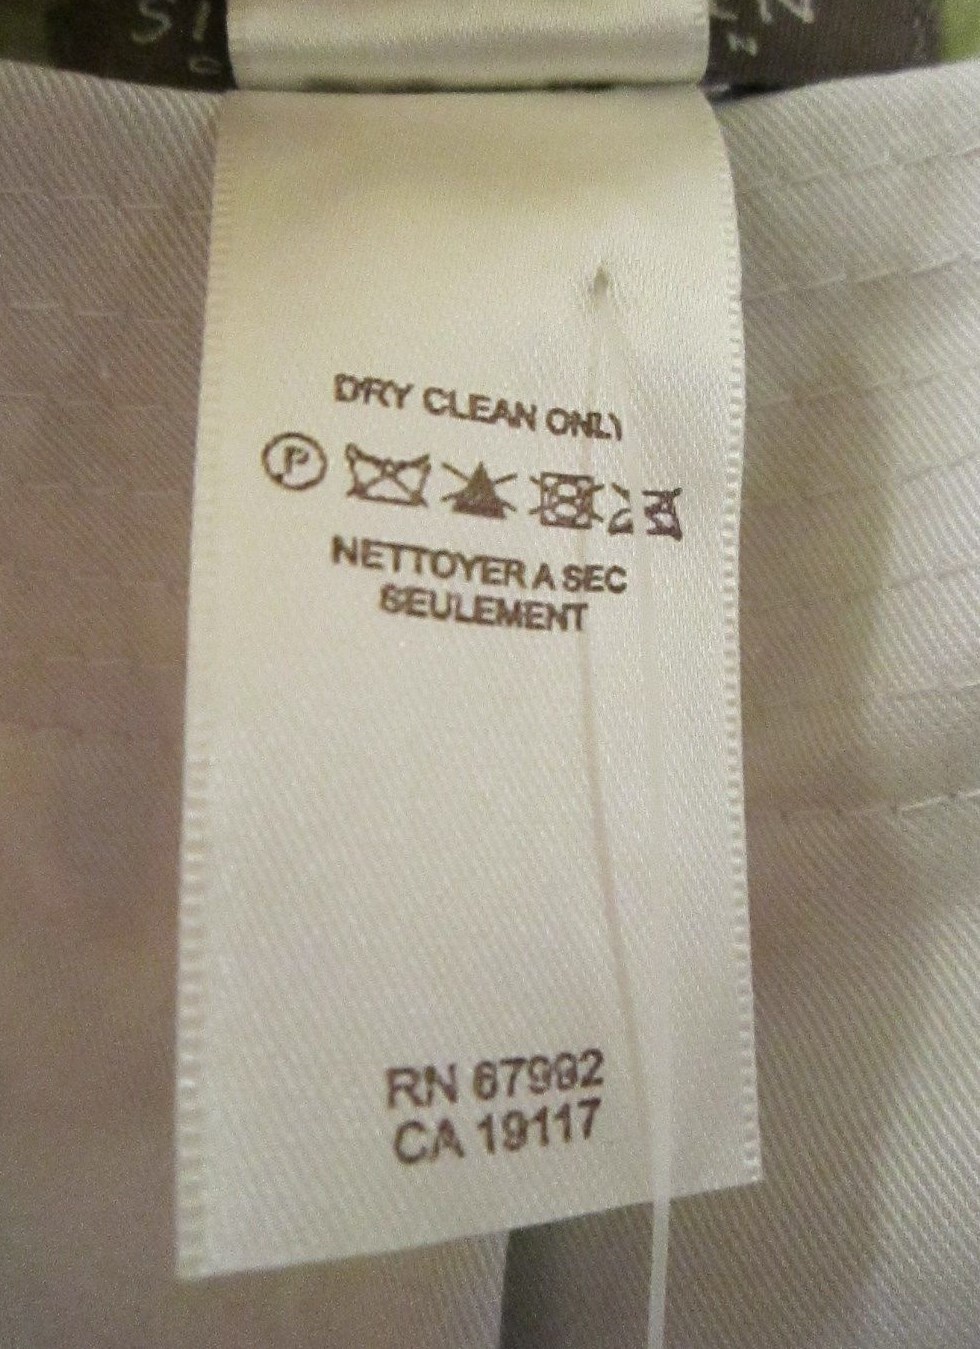 DRY CLEAN ONLY
P
NETTOYER A SEC
SEULEMENT
RN 67992
CA 19117